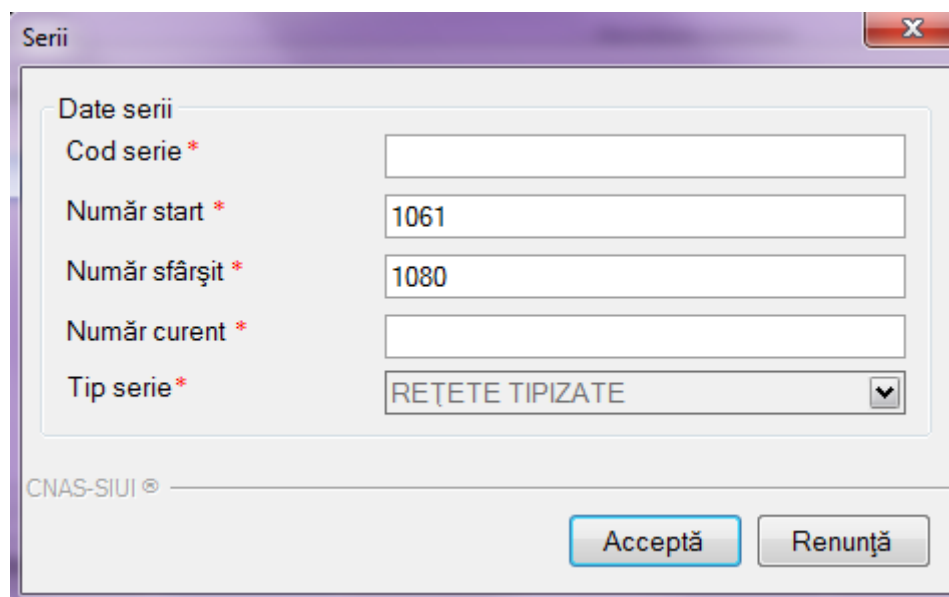 Serii
Date serii
Cod serie *
Număr start * 1061
Număr sfârşit * 1080
Număr curent *
Tip serie * REŢETE TIPIZATE
CNAS-SIUI ®
Acceptă Renunţă